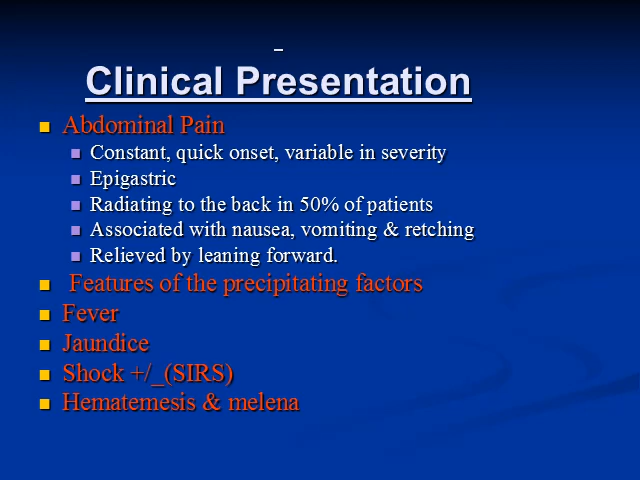 Clinical Presentation
Abdominal Pain
Constant, quick onset, variable in severity
Epigastric
Radiating to the back in 50% of patients
Associated with nausea, vomiting & retching
Relieved by leaning forward.
Features of the precipitating factors
Fever
Jaundice
Shock +/_(SIRS)
Hematemesis & melena